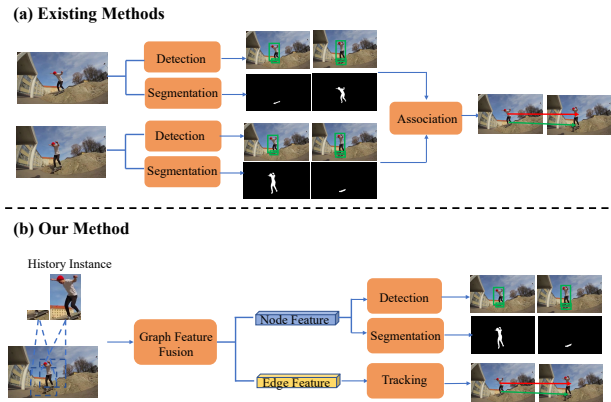 (a) Existing Methods
Detection
Segmentation
Detection
Segmentation
Association
(b) Our Method
History Instance
Graph Feature
Fusion
Node Feature
Edge Feature
Detection
Segmentation
Tracking